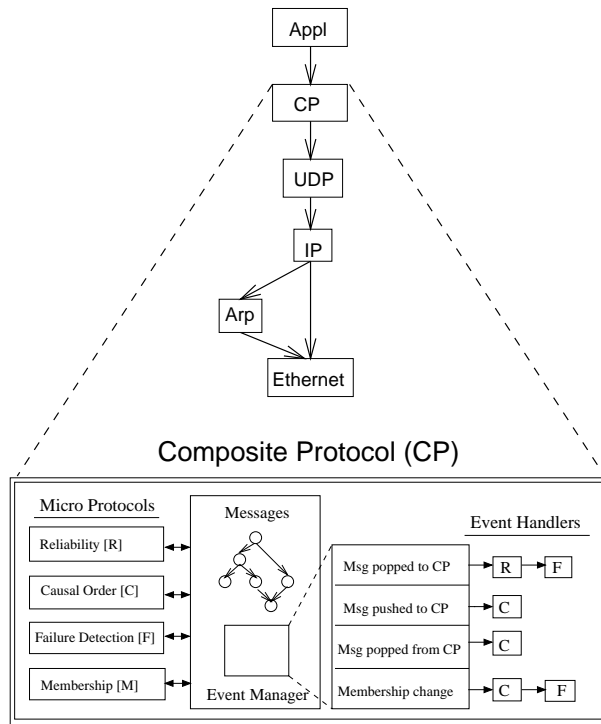 Appl
CP
UDP
IP
Arp
Ethernet
Composite Protocol (CP)
Micro Protocols
Reliability [R]
Causal Order [C]
Failure Detection [F]
Membership [M]
Messages
Event Manager
Event Handlers
Msg popped to CP
R
F
Msg pushed to CP
C
Msg popped from CP
C
Membership change
C
F